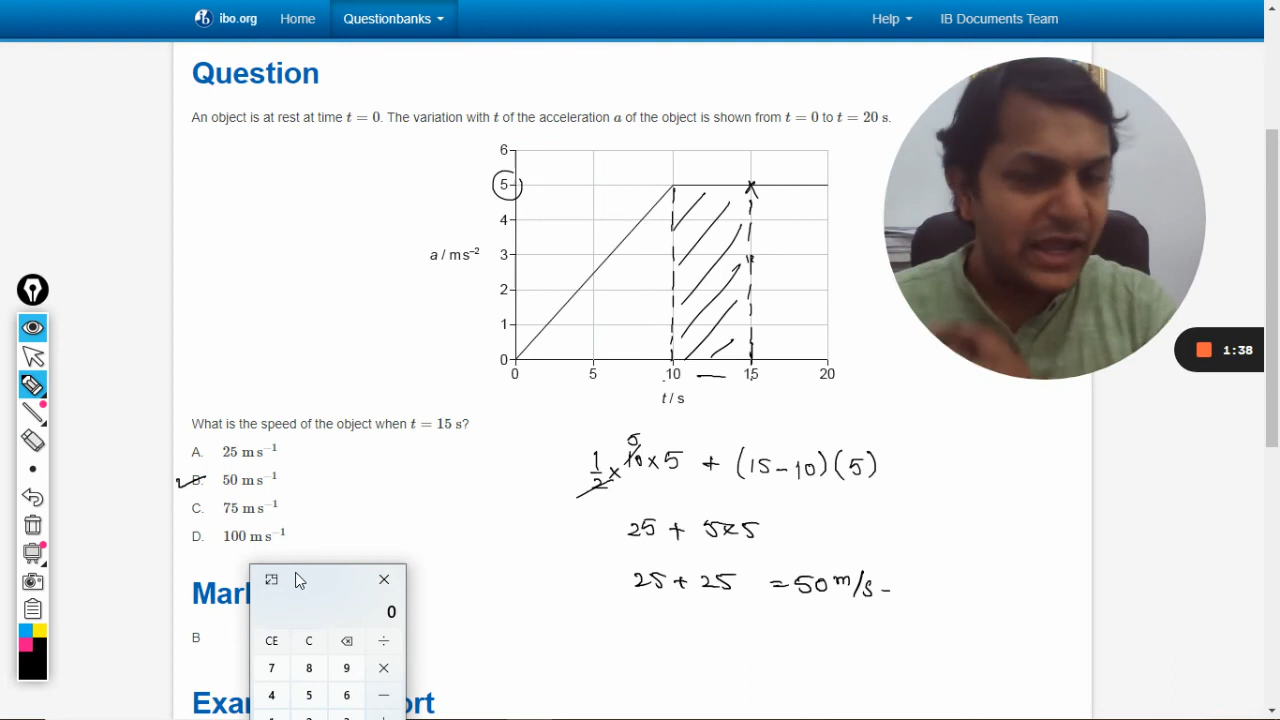 ibo.org Home Questionbanks Help IB Documents Team
Question
An object is at rest at time t = 0. The variation with t of the acceleration a of the object is shown from t = 0 to t = 20 s.
6
5
4
a / m s⁻² 3
2
1
0
0 5 10 15 20
t / s
1:38
What is the speed of the object when t = 15 s?
A. 25 m s⁻¹
B. 50 m s⁻¹
C. 75 m s⁻¹
D. 100 m s⁻¹
5
1/2 × 10 × 5 + (15 - 10)(5)
25 + 5×5
25 + 25 = 50 m/s -
Mar
0
B
CE C ÷
7 8 9 ×
4 5 6 −
Exa ort